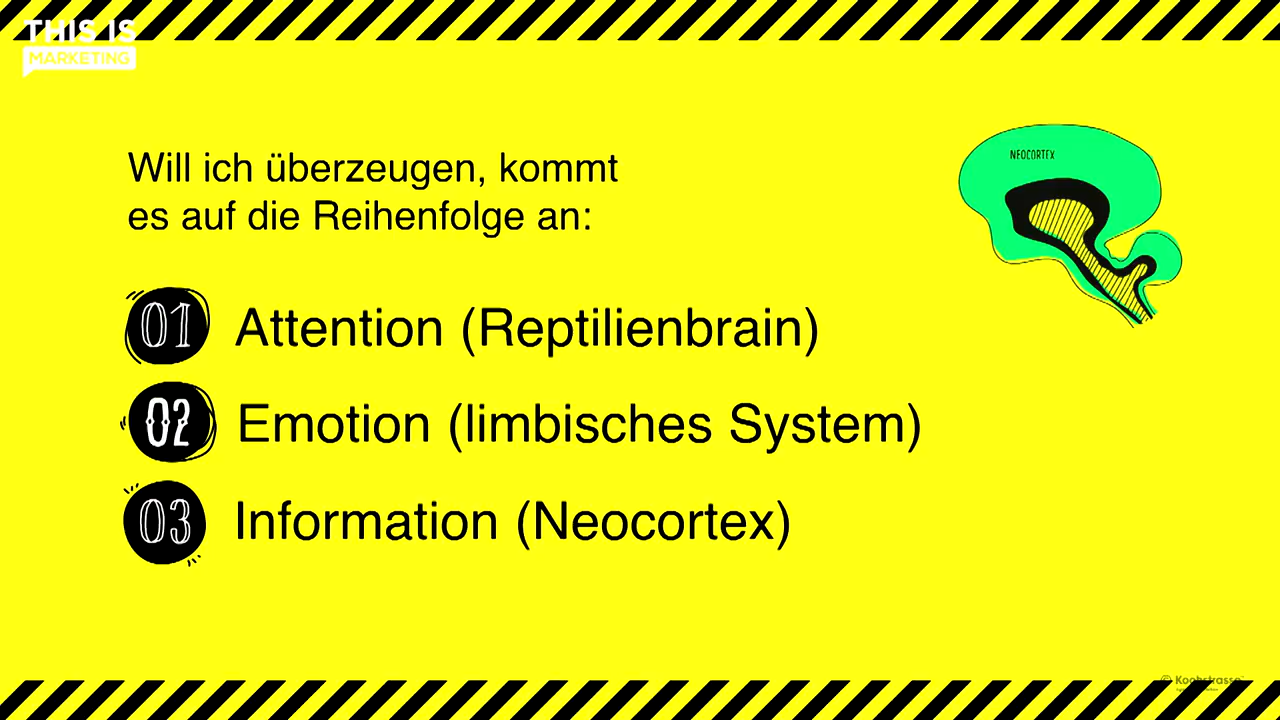 THIS IS
MARKETING
Will ich überzeugen, kommt
es auf die Reihenfolge an:
NEOCORTEX
01 Attention (Reptilienbrain)
02 Emotion (limbisches System)
03 Information (Neocortex)
© Kochstrasse